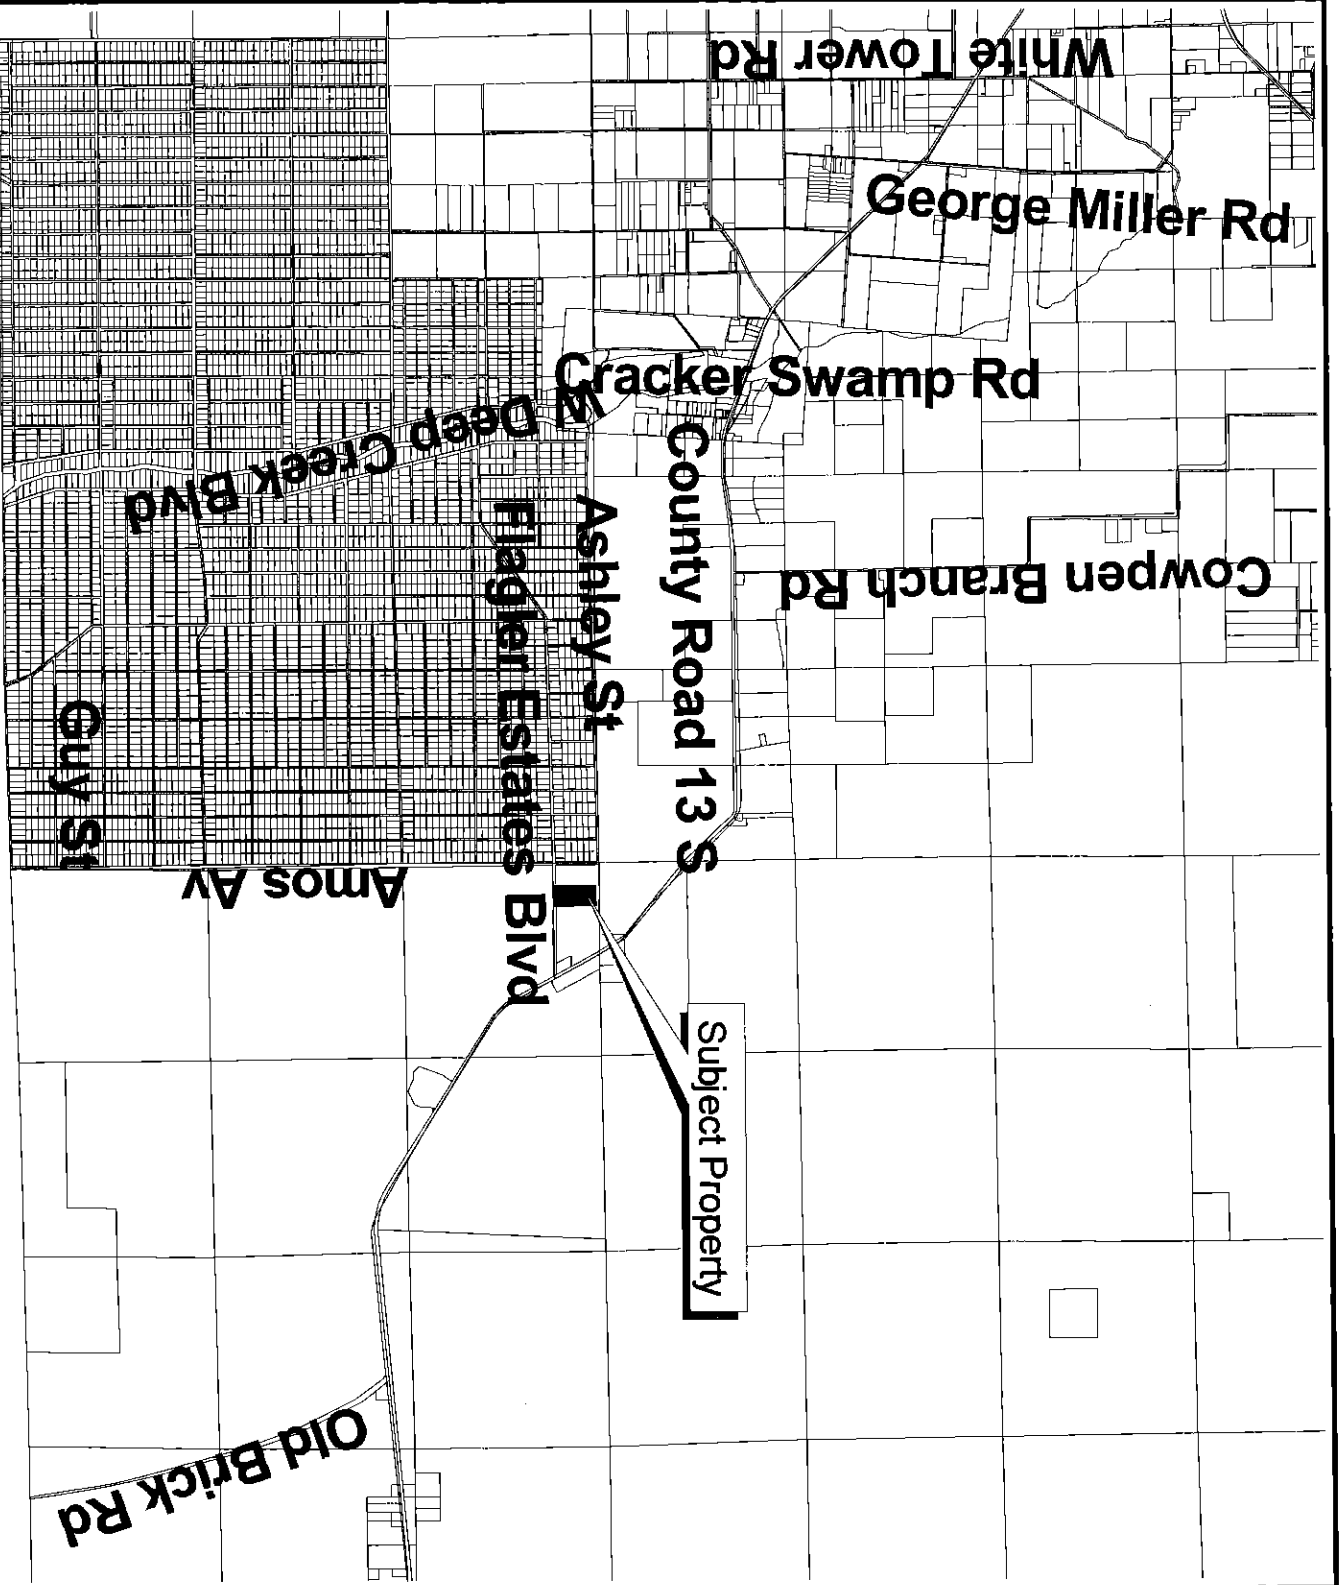 White Tower Rd
George Miller Rd
Cracker Swamp Rd
W Deep Creek Blvd
County Road 13 S
Ashley St
Flagler Estates Blvd
Cowpen Branch Rd
Guy St
Amos Av
Subject Property
Old Brick Rd